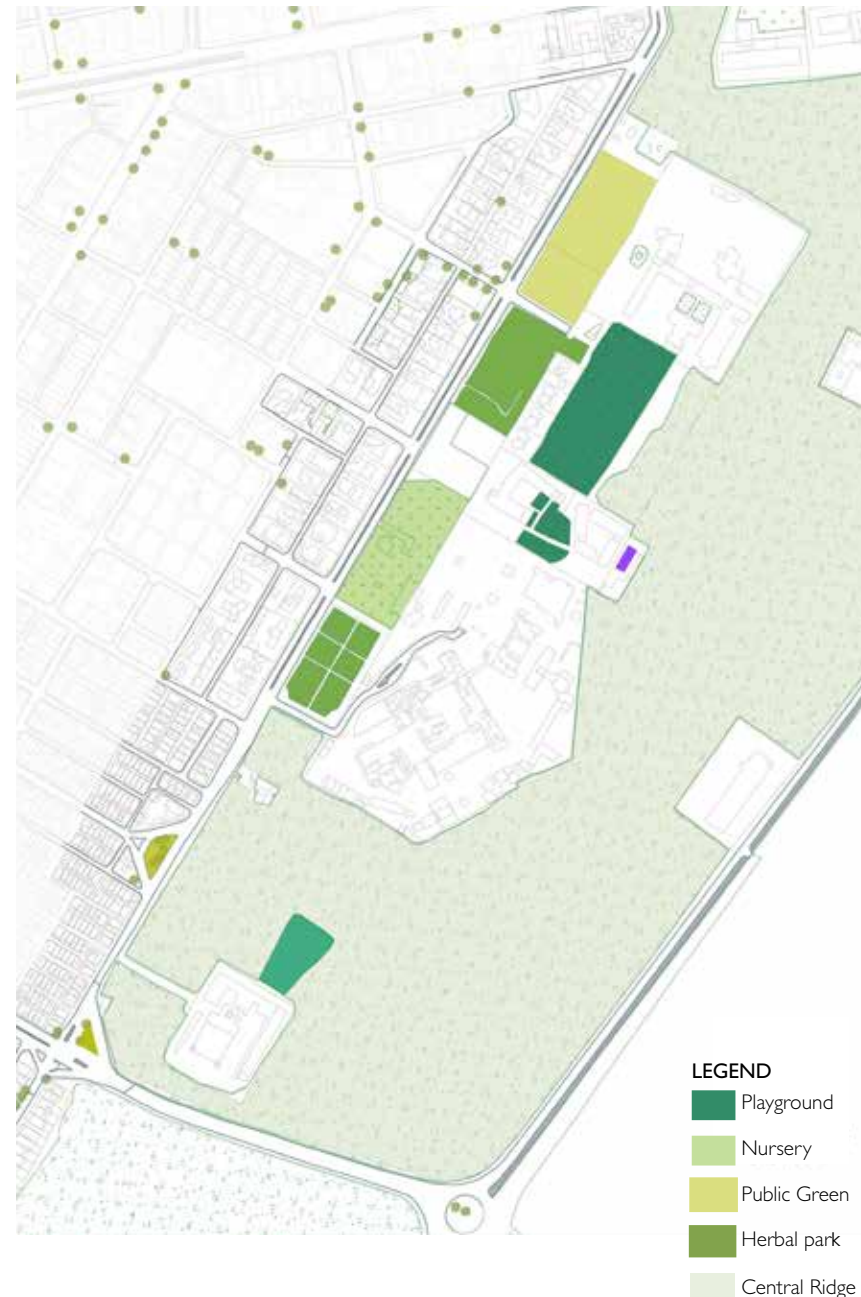 LEGEND
Playground
Nursery
Public Green
Herbal park
Central Ridge